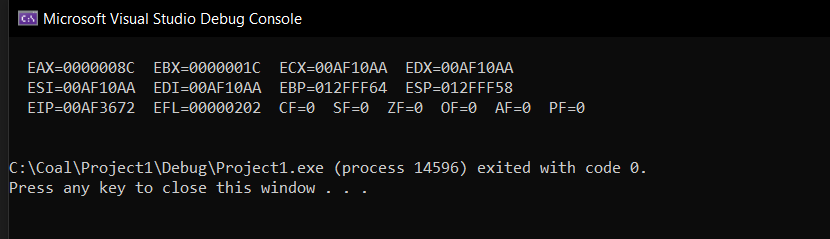 Microsoft Visual Studio Debug Console
EAX=0000008C EBX=0000001C ECX=00AF10AA EDX=00AF10AA
ESI=00AF10AA EDI=00AF10AA EBP=012FFF64 ESP=012FFF58
EIP=00AF3672 EFL=00000202 CF=0 SF=0 ZF=0 OF=0 AF=0 PF=0
C:\Coal\Project1\Debug\Project1.exe (process 14596) exited with code 0.
Press any key to close this window . . .